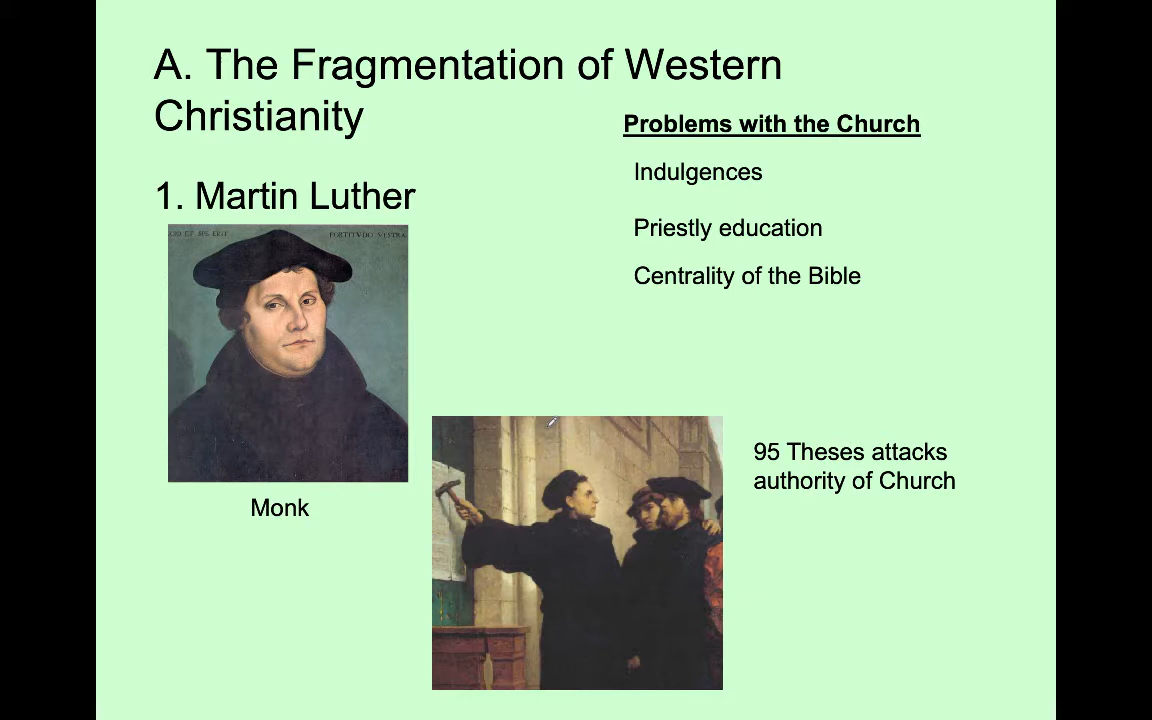 A. The Fragmentation of Western
Christianity
Problems with the Church
Indulgences
1. Martin Luther
Priestly education
Centrality of the Bible
95 Theses attacks
authority of Church
Monk